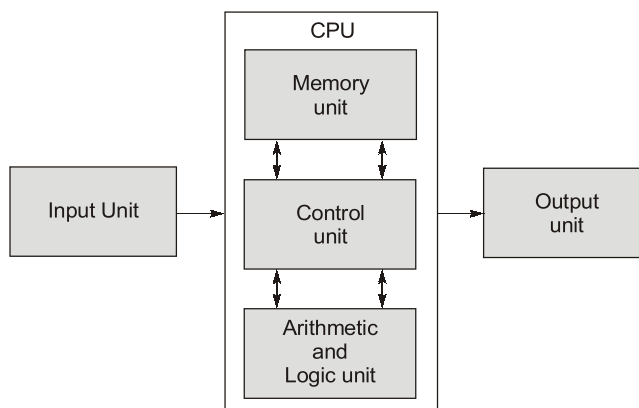 CPU
Memory
unit
Input Unit
Control
unit
Output
unit
Arithmetic
and
Logic unit